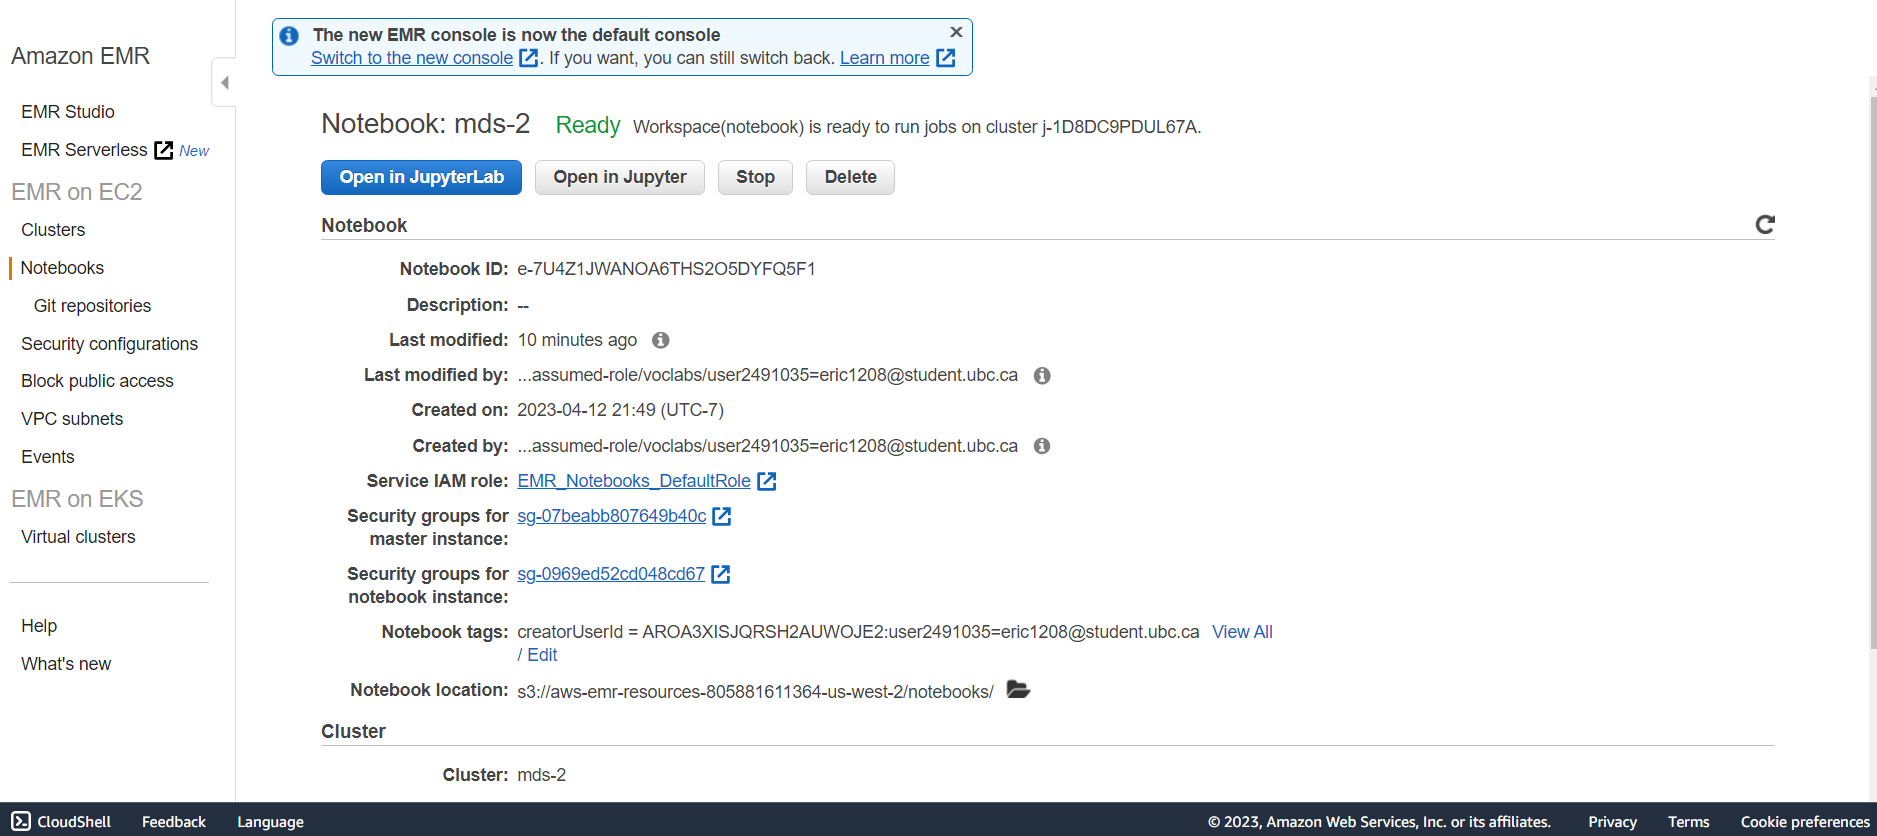 Amazon EMR
EMR Studio
EMR Serverless New
EMR on EC2
Clusters
Notebooks
Git repositories
Security configurations
Block public access
VPC subnets
Events
EMR on EKS
Virtual clusters
Help
What's new
The new EMR console is now the default console
Switch to the new console. If you want, you can still switch back. Learn more
Notebook: mds-2 Ready Workspace(notebook) is ready to run jobs on cluster j-1D8DC9PDUL67A.
Open in JupyterLab Open in Jupyter Stop Delete
Notebook
Notebook ID: e-7U4Z1JWANOA6THS2O5DYFQ5F1
Description: --
Last modified: 10 minutes ago
Last modified by: ...assumed-role/voclabs/user2491035=eric1208@student.ubc.ca
Created on: 2023-04-12 21:49 (UTC-7)
Created by: ...assumed-role/voclabs/user2491035=eric1208@student.ubc.ca
Service IAM role: EMR_Notebooks_DefaultRole
Security groups for sg-07beabb807649b40c
master instance:
Security groups for sg-0969ed52cd048cd67
notebook instance:
Notebook tags: creatorUserId = AROA3XISJQRSH2AUWOJE2:user2491035=eric1208@student.ubc.ca View All
/ Edit
Notebook location: s3://aws-emr-resources-805881611364-us-west-2/notebooks/
Cluster
Cluster: mds-2
CloudShell Feedback Language © 2023, Amazon Web Services, Inc. or its affiliates. Privacy Terms Cookie preferences